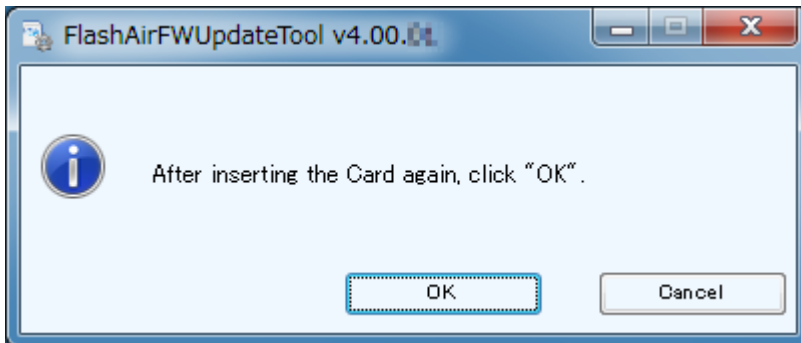 FlashAirFWUpdateTool v4.00.
After inserting the Card again, click "OK".
OK
Cancel